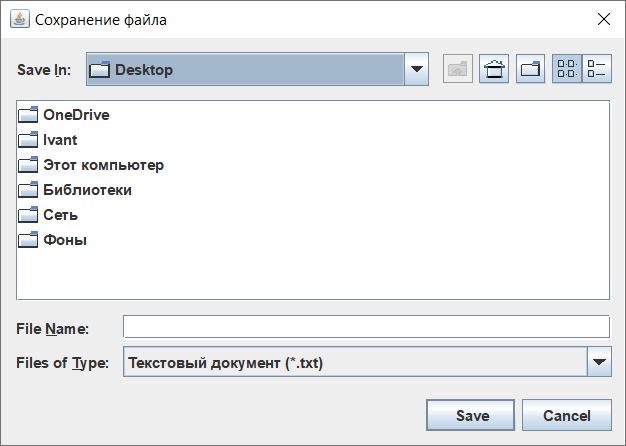 Сохранение файла
Save In: Desktop
OneDrive
Ivant
Этот компьютер
Библиотеки
Сеть
Фоны
File Name:
Files of Type: Текстовый документ (*.txt)
Save Cancel